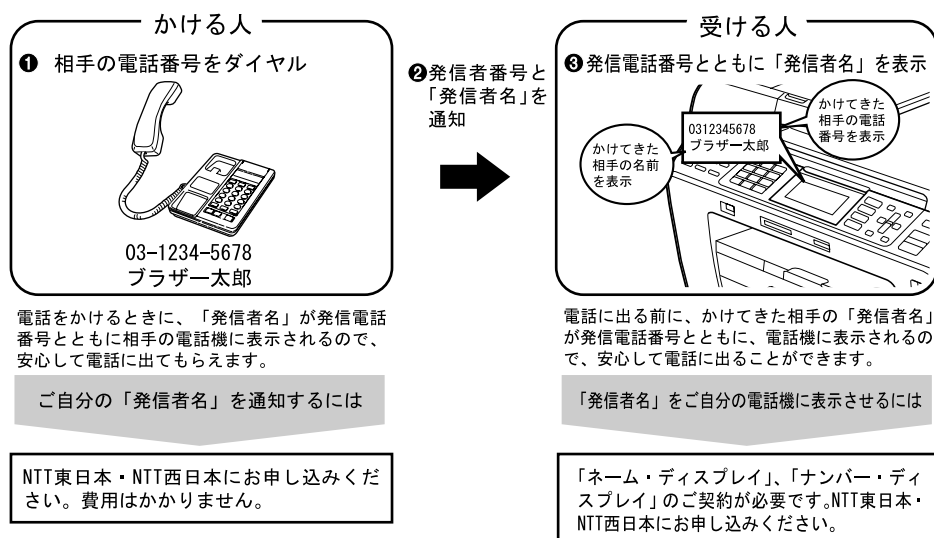 かける人
❶ 相手の電話番号をダイヤル
03-1234-5678
ブラザー太郎
電話をかけるときに、「発信者名」が発信電話
番号とともに相手の電話機に表示されるので、
安心して電話に出てもらえます。
ご自分の「発信者名」を通知するには
NTT東日本・NTT西日本にお申し込みくだ
さい。費用はかかりません。
❷発信者番号と
「発信者名」を
通知
受ける人
❸発信電話番号とともに「発信者名」を表示
かけてきた
相手の電話
番号を表示
0312345678
ブラザー太郎
かけてきた
相手の名前
を表示
電話に出る前に、かけてきた相手の「発信者名」
が発信電話番号とともに、電話機に表示されるの
で、安心して電話に出ることができます。
「発信者名」をご自分の電話機に表示させるには
「ネーム・ディスプレイ」、「ナンバー・ディ
スプレイ」のご契約が必要です。NTT東日本・
NTT西日本にお申し込みください。